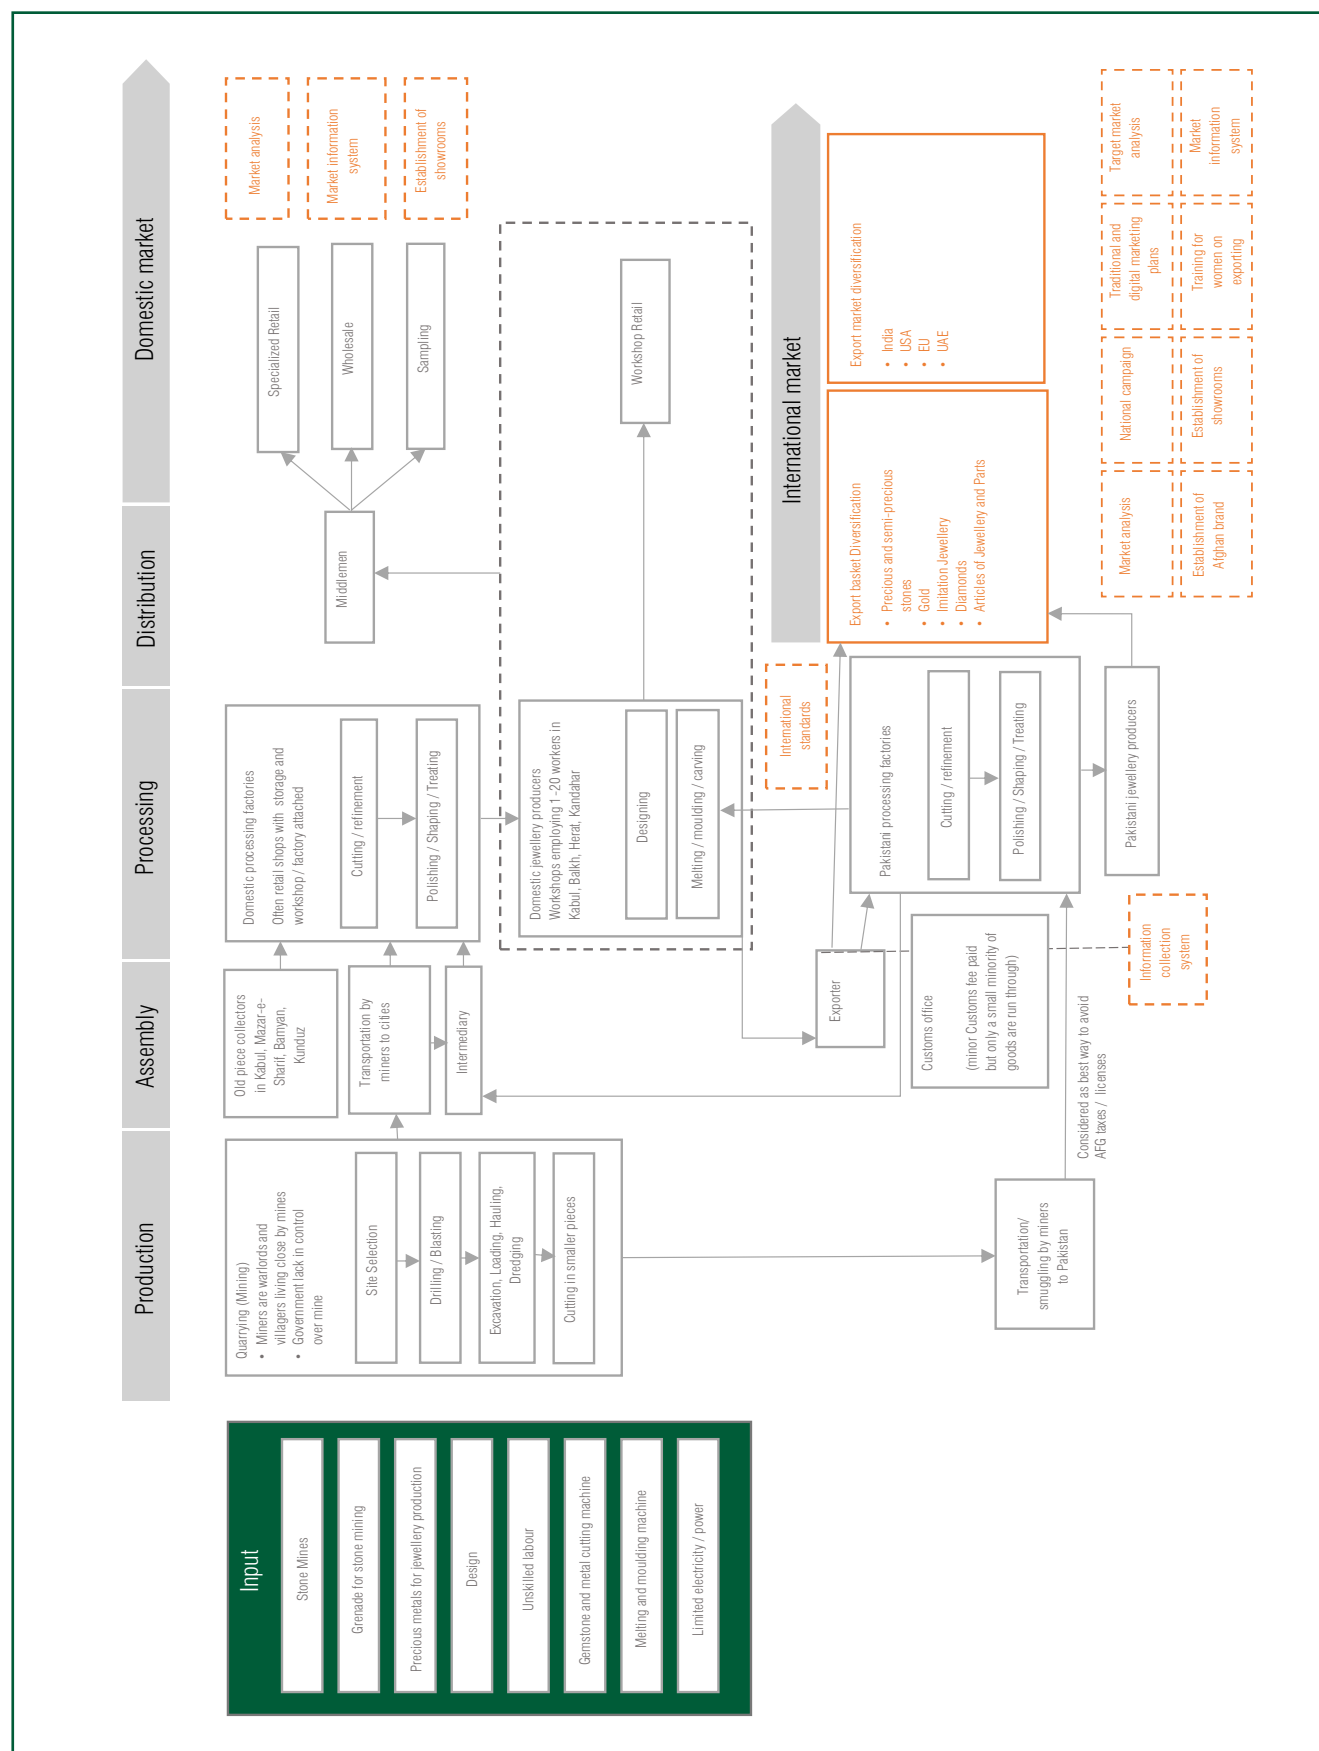 Input
Stone Mines
Grenade for stone mining
Precious metals for jewellery production
Design
Unskilled labour
Gemstone and metal cutting machine
Melting and moulding machine
Limited electricity / power
Production
Assembly
Processing
Distribution
Domestic market
Quarrying (Mining)
• Miners are warlords and
villagers living close by mines
• Government lack in control
over mine
Site Selection
Drilling / Blasting
Excavation, Loading, Hauling,
Dredging
Cutting in smaller pieces
Transportation/
smuggling by miners
to Pakistan
Old piece collectors
in Kabul, Mazar-e-
Sharif, Bamyan,
Kunduz
Transportation by
miners to cities
Intermediary
Exporter
Customs office
(minor Customs fee paid
but only a small minority of
goods are run through)
Considered as best way to avoid
AFG taxes / licenses
Domestic processing factories
Often retail shops with storage and
workshop / factory attached
Cutting / refinement
Polishing / Shaping / Treating
Domestic jewellery producers
Workshops employing 1-20 workers in
Kabul, Balkh, Herat, Kandahar
Designing
Melting / moulding / carving
International
standards
Pakistani processing factories
Cutting / refinement
Polishing / Shaping / Treating
Pakistani jewellery producers
Information
collection
system
Middlemen
Specialized Retail
Wholesale
Sampling
Workshop Retail
Market analysis
Market information
system
Establishment of
showrooms
International market
Export basket Diversification
• Precious and semi-precious
stones
• Gold
• Imitation Jewellery
• Diamonds
• Articles of Jewellery and Parts
Export market diversification
• India
• USA
• EU
• UAE
Market analysis
National campaign
Traditional and
digital marketing
plans
Target market
analysis
Establishment of
Afghan brand
Establishment of
showrooms
Training for
women on
exporting
Market
information
system